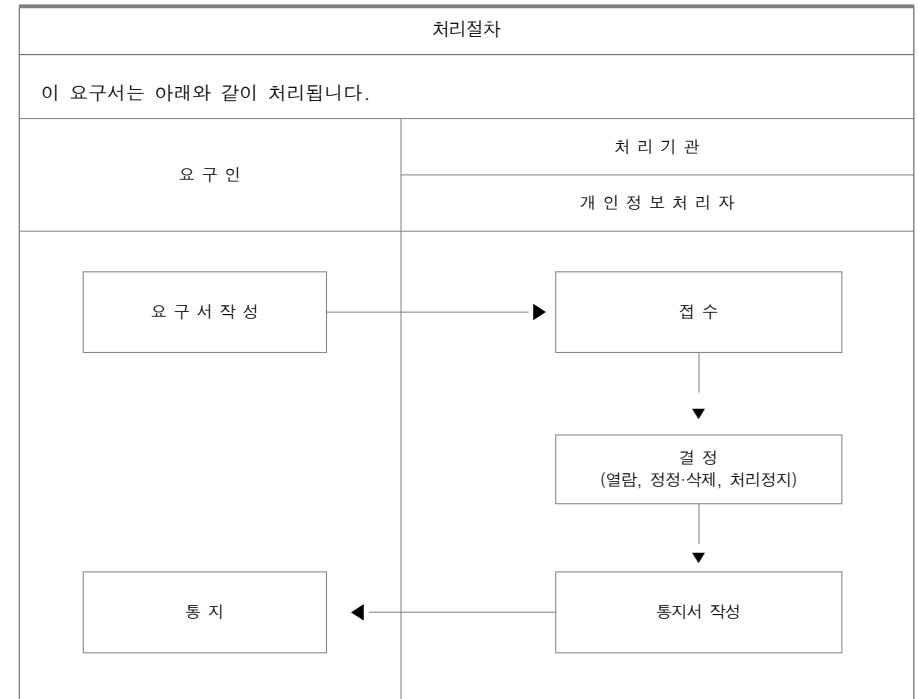 처리절차
이 요구서는 아래와 같이 처리됩니다.
요 구 인
처 리 기 관
개 인 정 보 처 리 자
요 구 서 작 성
접 수
결 정
(열람, 정정·삭제, 처리정지)
통 지
통지서 작성